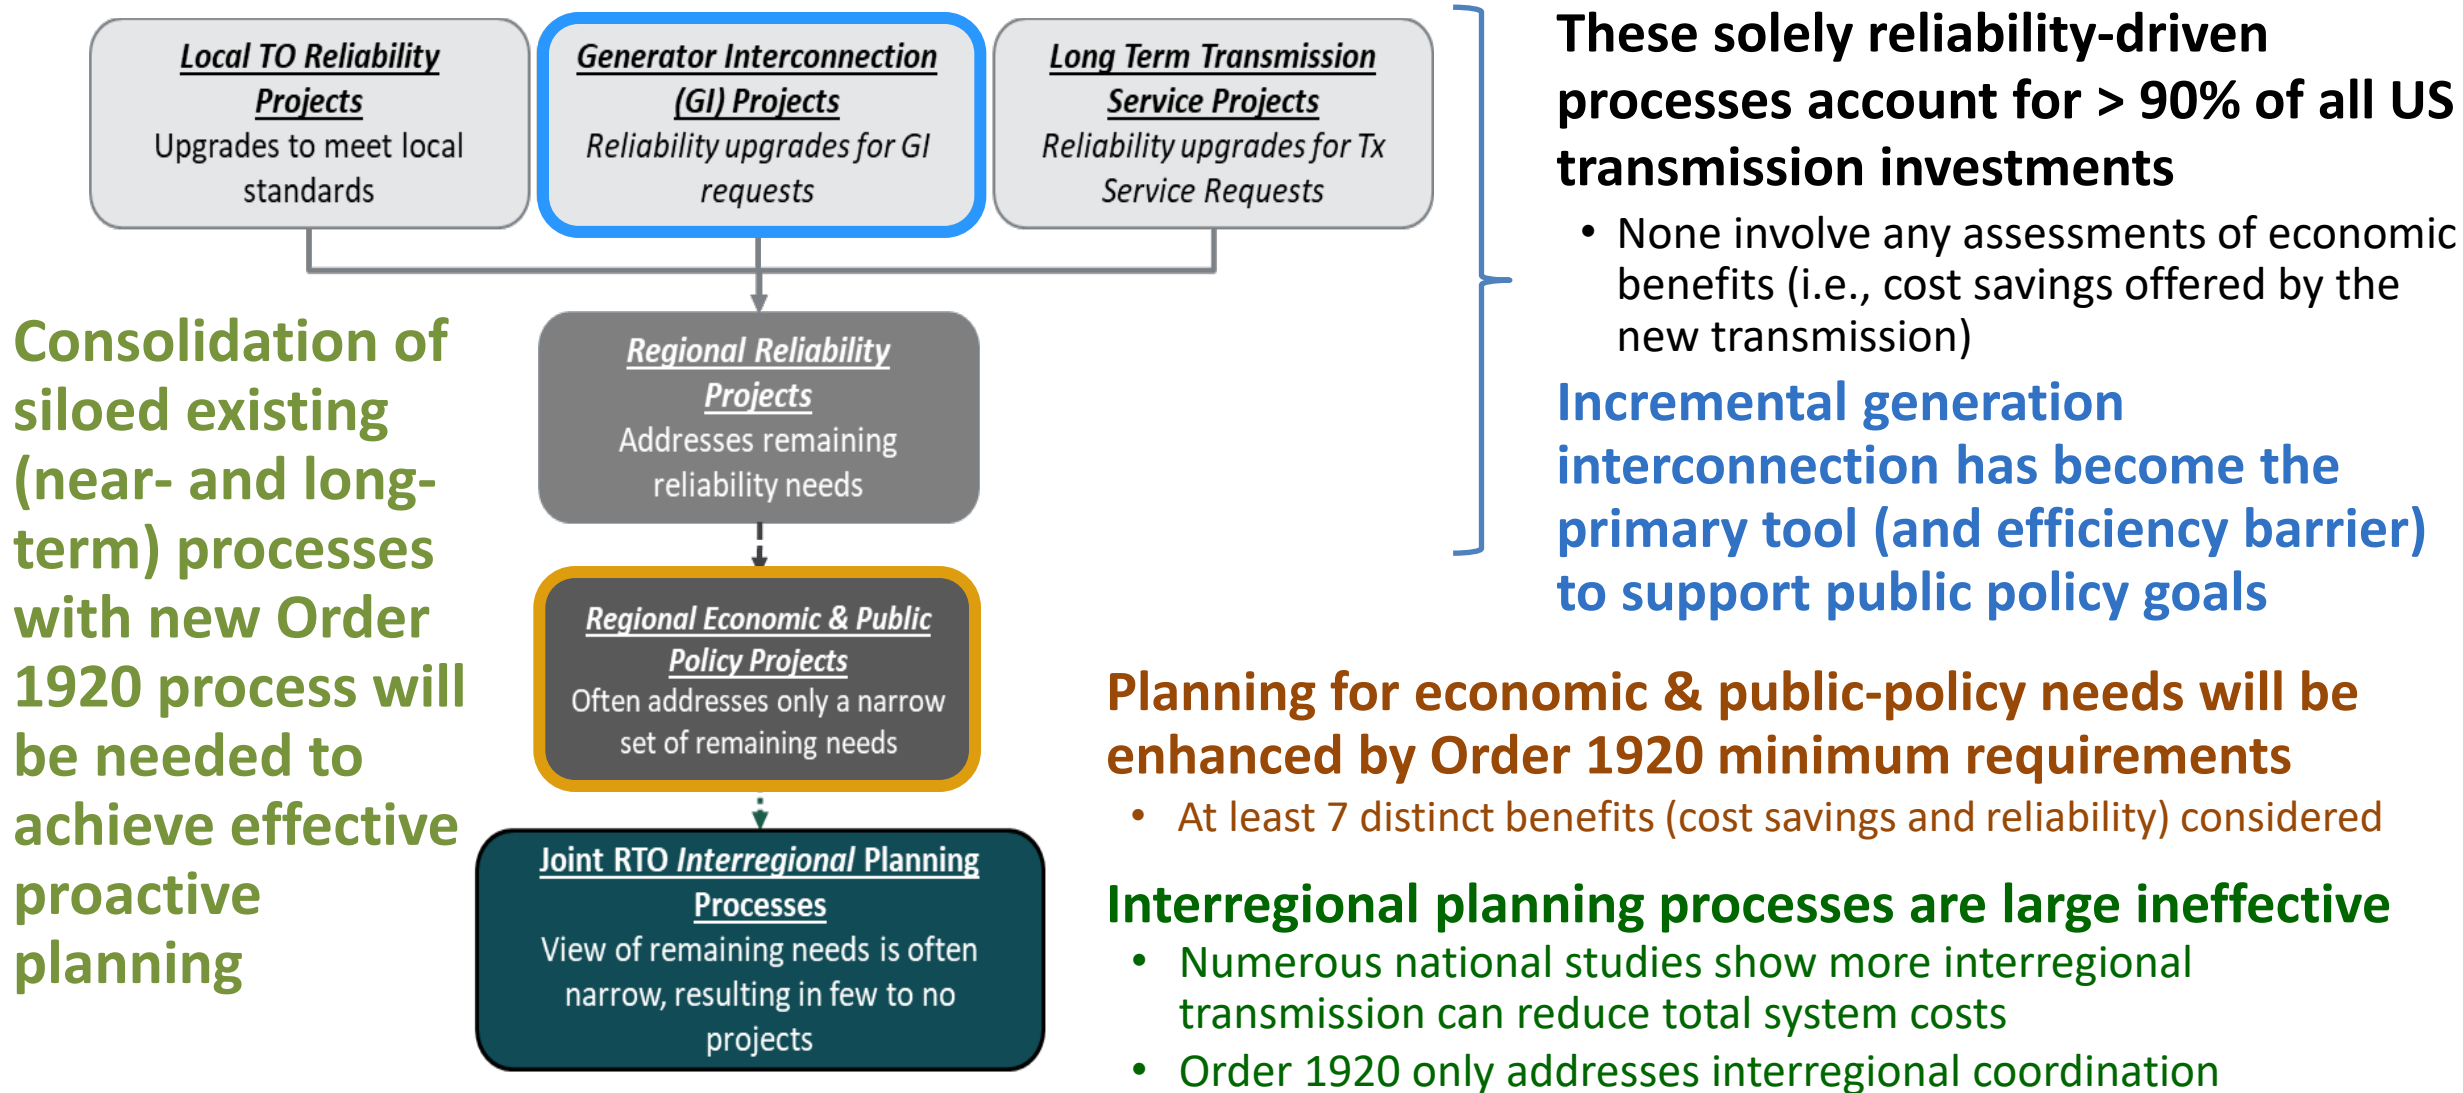 Local TO Reliability
Projects
Upgrades to meet local
standards
Generator Interconnection
(GI) Projects
Reliability upgrades for GI
requests
Long Term Transmission
Service Projects
Reliability upgrades for Tx
Service Requests
Regional Reliability
Projects
Addresses remaining
reliability needs
Regional Economic & Public
Policy Projects
Often addresses only a narrow
set of remaining needs
Joint RTO Interregional Planning
Processes
View of remaining needs is often
narrow, resulting in few to no
projects
Consolidation of
siloed existing
(near- and long-
term) processes
with new Order
1920 process will
be needed to
achieve effective
proactive
planning
These solely reliability-driven
processes account for > 90% of all US
transmission investments
• None involve any assessments of economic
benefits (i.e., cost savings offered by the
new transmission)
Incremental generation
interconnection has become the
primary tool (and efficiency barrier)
to support public policy goals
Planning for economic & public-policy needs will be
enhanced by Order 1920 minimum requirements
• At least 7 distinct benefits (cost savings and reliability) considered
Interregional planning processes are large ineffective
• Numerous national studies show more interregional
transmission can reduce total system costs
• Order 1920 only addresses interregional coordination